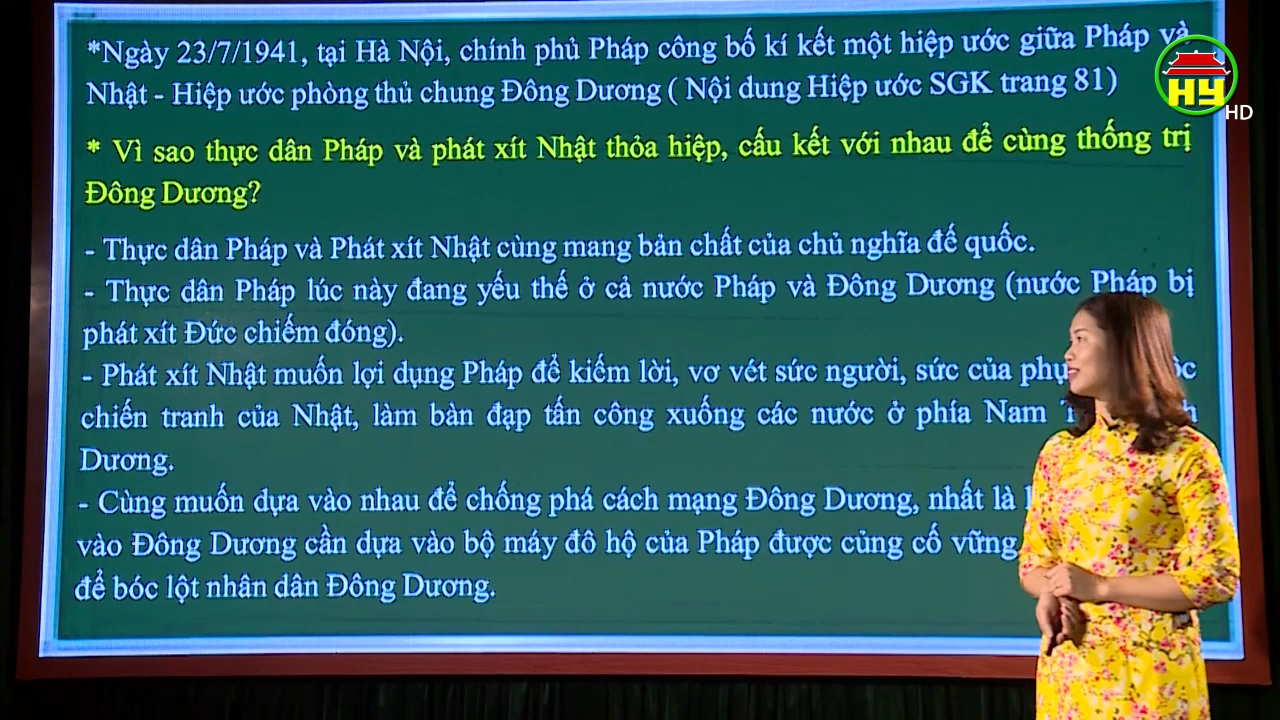 *Ngày 23/7/1941, tại Hà Nội, chính phủ Pháp công bố kí kết một hiệp ước giữa Pháp và
Nhật - Hiệp ước phòng thủ chung Đông Dương ( Nội dung Hiệp ước SGK trang 81)
HY
HD
* Vì sao thực dân Pháp và phát xít Nhật thỏa hiệp, cấu kết với nhau để cùng thống trị
Đông Dương?
- Thực dân Pháp và Phát xít Nhật cùng mang bản chất của chủ nghĩa đế quốc.
- Thực dân Pháp lúc này đang yếu thế ở cả nước Pháp và Đông Dương (nước Pháp bị
phát xít Đức chiếm đóng).
- Phát xít Nhật muốn lợi dụng Pháp để kiếm lời, vơ vét sức người, sức của
chiến tranh của Nhật, làm bàn đạp tấn công xuống các nước ở phía Nam
Dương.
- Cùng muốn dựa vào nhau để chống phá cách mạng Đông Dương, nhất là
vào Đông Dương cần dựa vào bộ máy đô hộ của Pháp được củng cố vững
để bóc lột nhân dân Đông Dương.